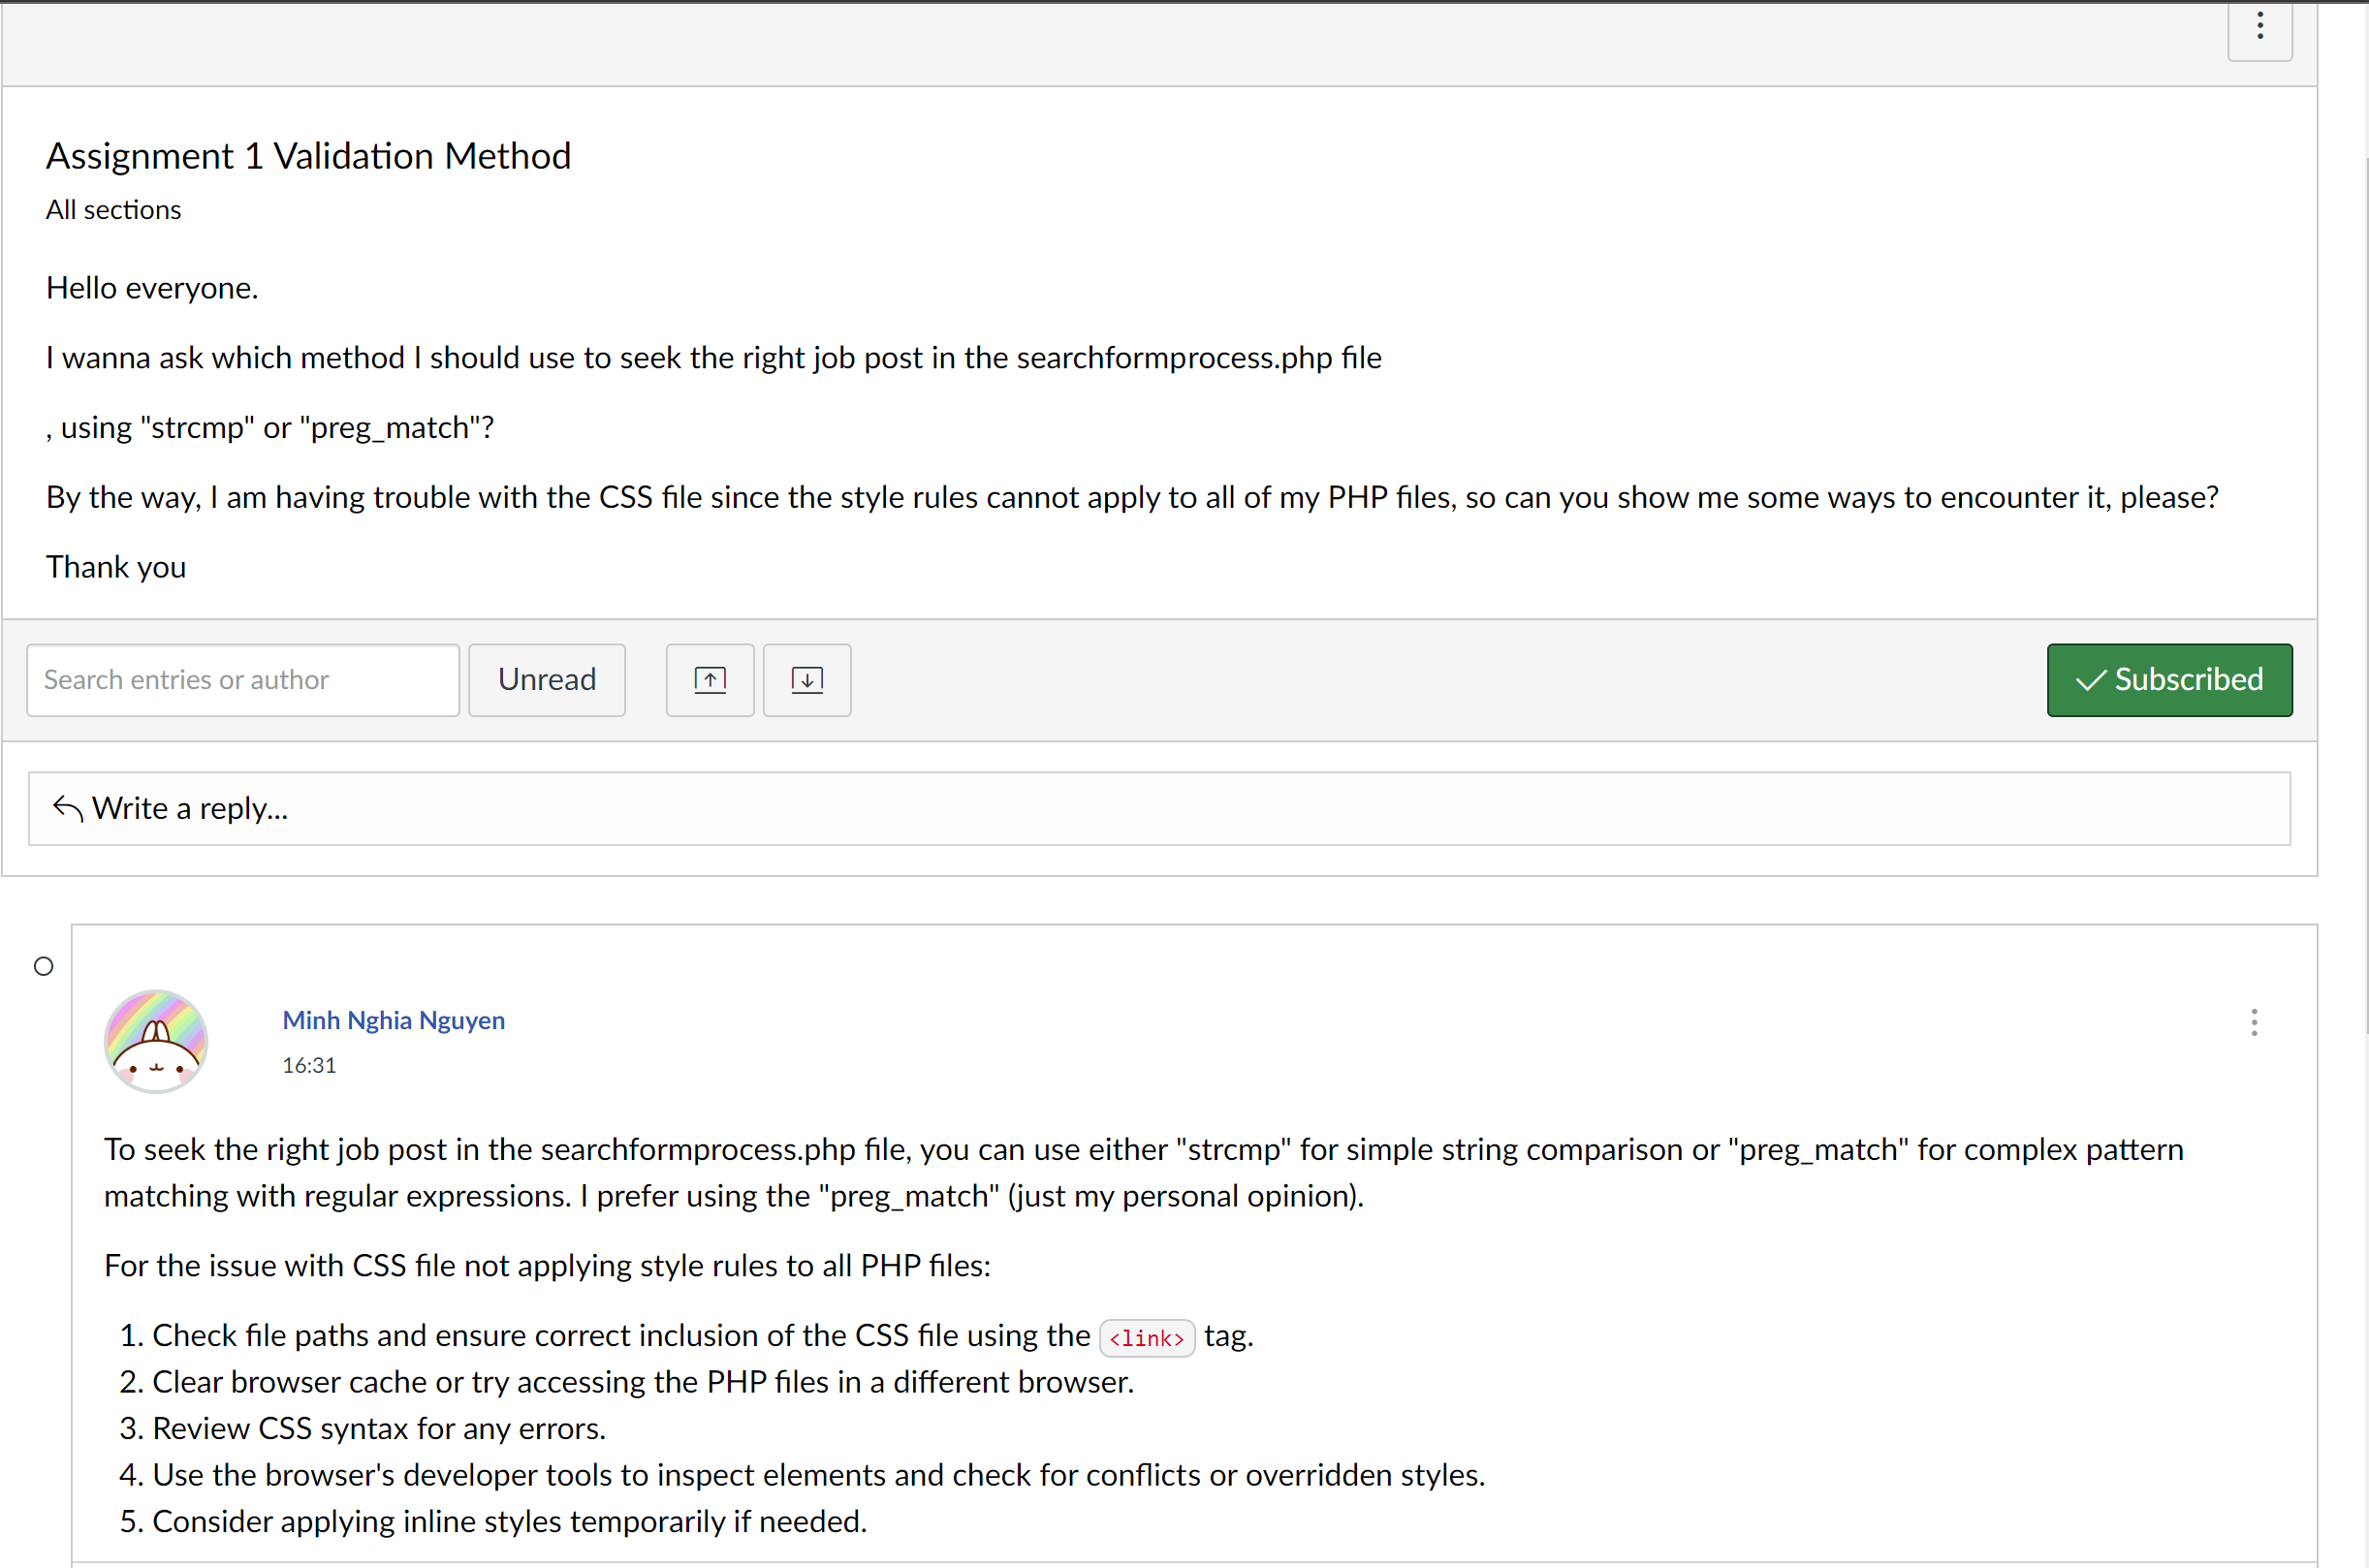 Assignment 1 Validation Method
All sections
Hello everyone.
I wanna ask which method I should use to seek the right job post in the searchformprocess.php file
, using "strcmp" or "preg_match"?
By the way, I am having trouble with the CSS file since the style rules cannot apply to all of my PHP files, so can you show me some ways to encounter it, please?
Thank you
Search entries or author
Unread
Subscribed
Write a reply...
Minh Nghia Nguyen
16:31
To seek the right job post in the searchformprocess.php file, you can use either "strcmp" for simple string comparison or "preg_match" for complex pattern
matching with regular expressions. I prefer using the "preg_match" (just my personal opinion).
For the issue with CSS file not applying style rules to all PHP files:
1. Check file paths and ensure correct inclusion of the CSS file using the <link> tag.
2. Clear browser cache or try accessing the PHP files in a different browser.
3. Review CSS syntax for any errors.
4. Use the browser's developer tools to inspect elements and check for conflicts or overridden styles.
5. Consider applying inline styles temporarily if needed.